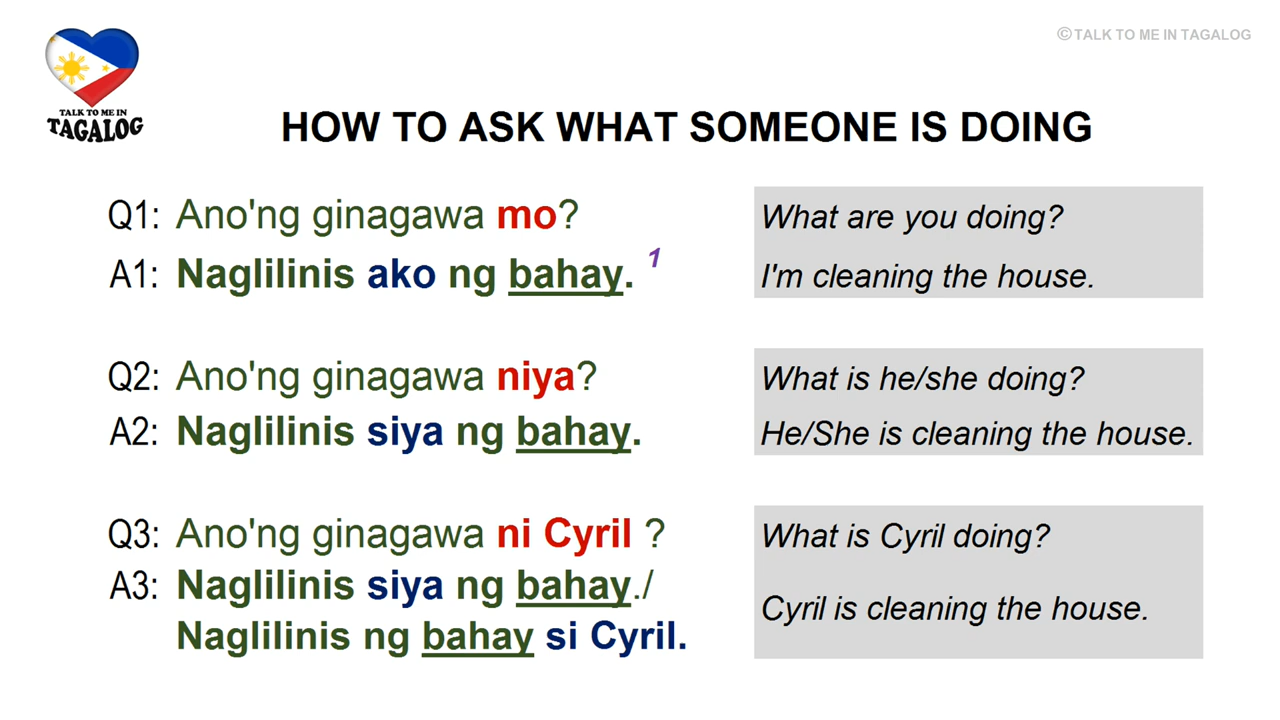 ©TALK TO ME IN TAGALOG
TALK TO ME IN
TAGALOG
HOW TO ASK WHAT SOMEONE IS DOING
Q1: Ano'ng ginagawa mo? What are you doing?
A1: Naglilinis ako ng bahay. 1 I'm cleaning the house.
Q2: Ano'ng ginagawa niya? What is he/she doing?
A2: Naglilinis siya ng bahay. He/She is cleaning the house.
Q3: Ano'ng ginagawa ni Cyril ? What is Cyril doing?
A3: Naglilinis siya ng bahay./
Cyril is cleaning the house.
Naglilinis ng bahay si Cyril.